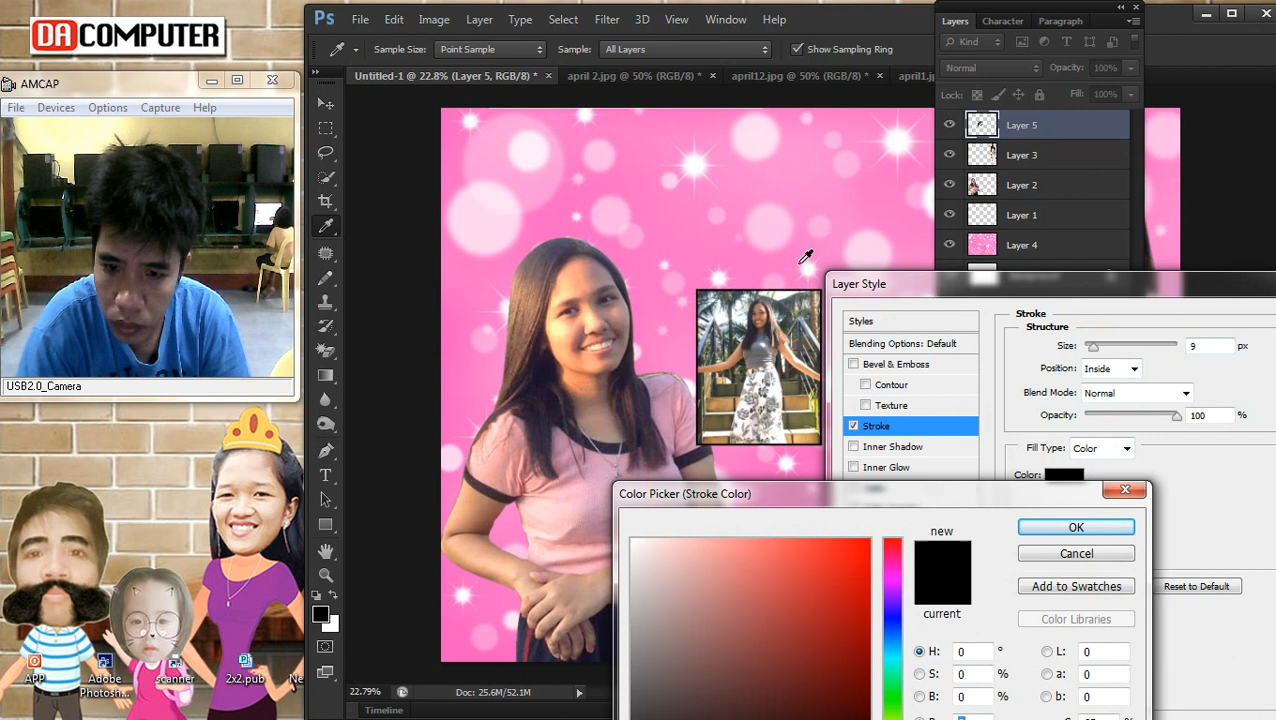 DA COMPUTER
AMCAP
File Devices Options Capture Help
USB2.0_Camera
APP
Adobe Photosh...
scanner
2x2.pub
Ne
Ps File Edit Image Layer Type Select Filter 3D View Window Help
Sample Size: Point Sample Sample: All Layers Show Sampling Ring
Untitled-1 @ 22.8% (Layer 5, RGB/8) * × april 2.jpg @ 50% (RGB/8) * × april12.jpg @ 50% (RGB/8) * × april1.j
22.79% Doc: 25.6M/52.1M
Timeline
Layers Character Paragraph
Kind
Normal Opacity: 100%
Lock: Fill: 100%
Layer 5
Layer 3
Layer 2
Layer 1
Layer 4
Layer Style
Styles
Blending Options: Default
Bevel & Emboss
Contour
Texture
Stroke
Inner Shadow
Inner Glow
Stroke
Structure
Size: 9 px
Position: Inside
Blend Mode: Normal
Opacity: 100 %
Fill Type: Color
Color:
Reset to Default
Color Picker (Stroke Color)
new
current
OK
Cancel
Add to Swatches
Color Libraries
H: 0 °
S: 0 %
B: 0 %
L: 0
a: 0
b: 0